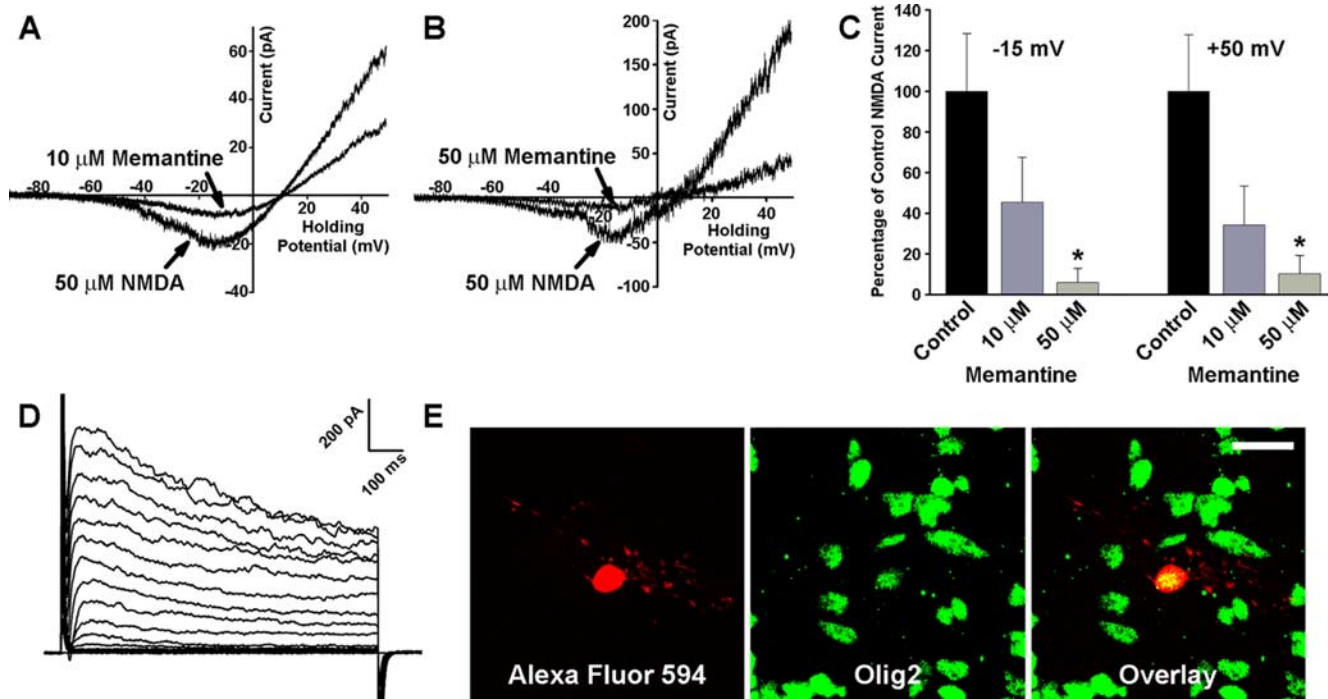 A
Current (pA)
60
40
20
10 μM Memantine
-80
-60
-40
-20
20
40
Holding
Potential (mV)
-20
50 μM NMDA
-40
B
Current (pA)
200
150
100
50
50 μM Memantine
-80
-60
-40
-20
20
40
Holding
Potential (mV)
-50
50 μM NMDA
-100
C
Percentage of Control NMDA Current
140
120
100
80
60
40
20
0
-15 mV
+50 mV
*
*
Control
10 μM
50 μM
Memantine
Control
10 μM
50 μM
Memantine
D
200 pA
100 ms
E
Alexa Fluor 594
Olig2
Overlay